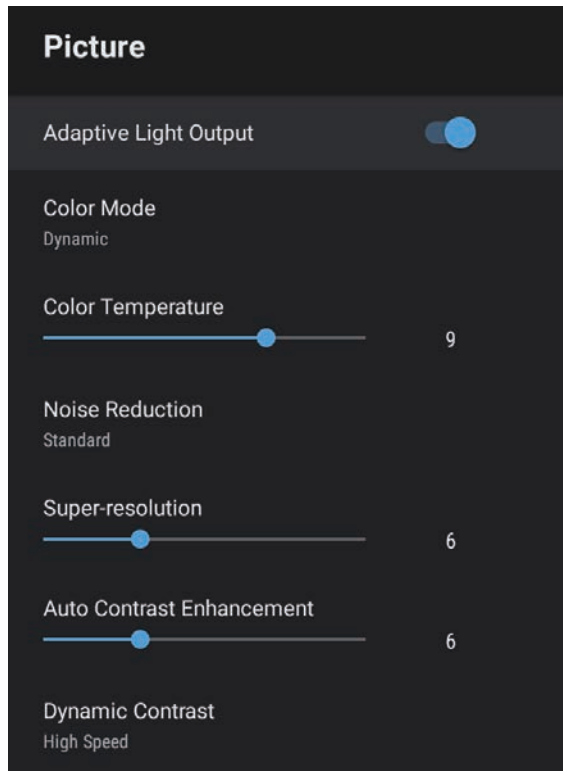 Picture
Adaptive Light Output
Color Mode
Dynamic
Color Temperature
9
Noise Reduction
Standard
Super-resolution
6
Auto Contrast Enhancement
6
Dynamic Contrast
High Speed